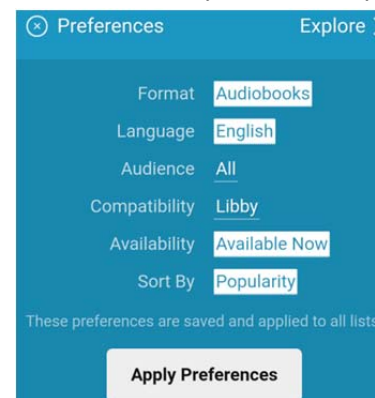 Preferences Explore
Format Audiobooks
Language English
Audience All
Compatibility Libby
Availability Available Now
Sort By Popularity
These preferences are saved and applied to all lists
Apply Preferences